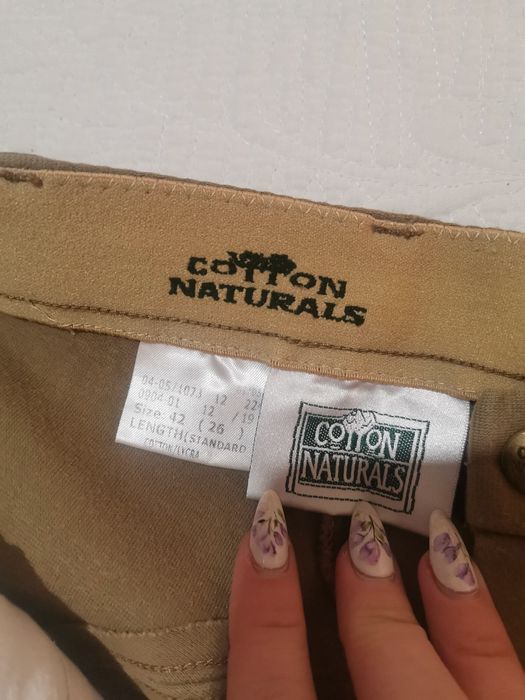 COTTON
NATURALS
04-05/1073 12 22
0904-01 12 /19
Size: 42 ( 26 )
LENGTH(STANDARD
COTTON/LYCRA
COTTON
NATURALS